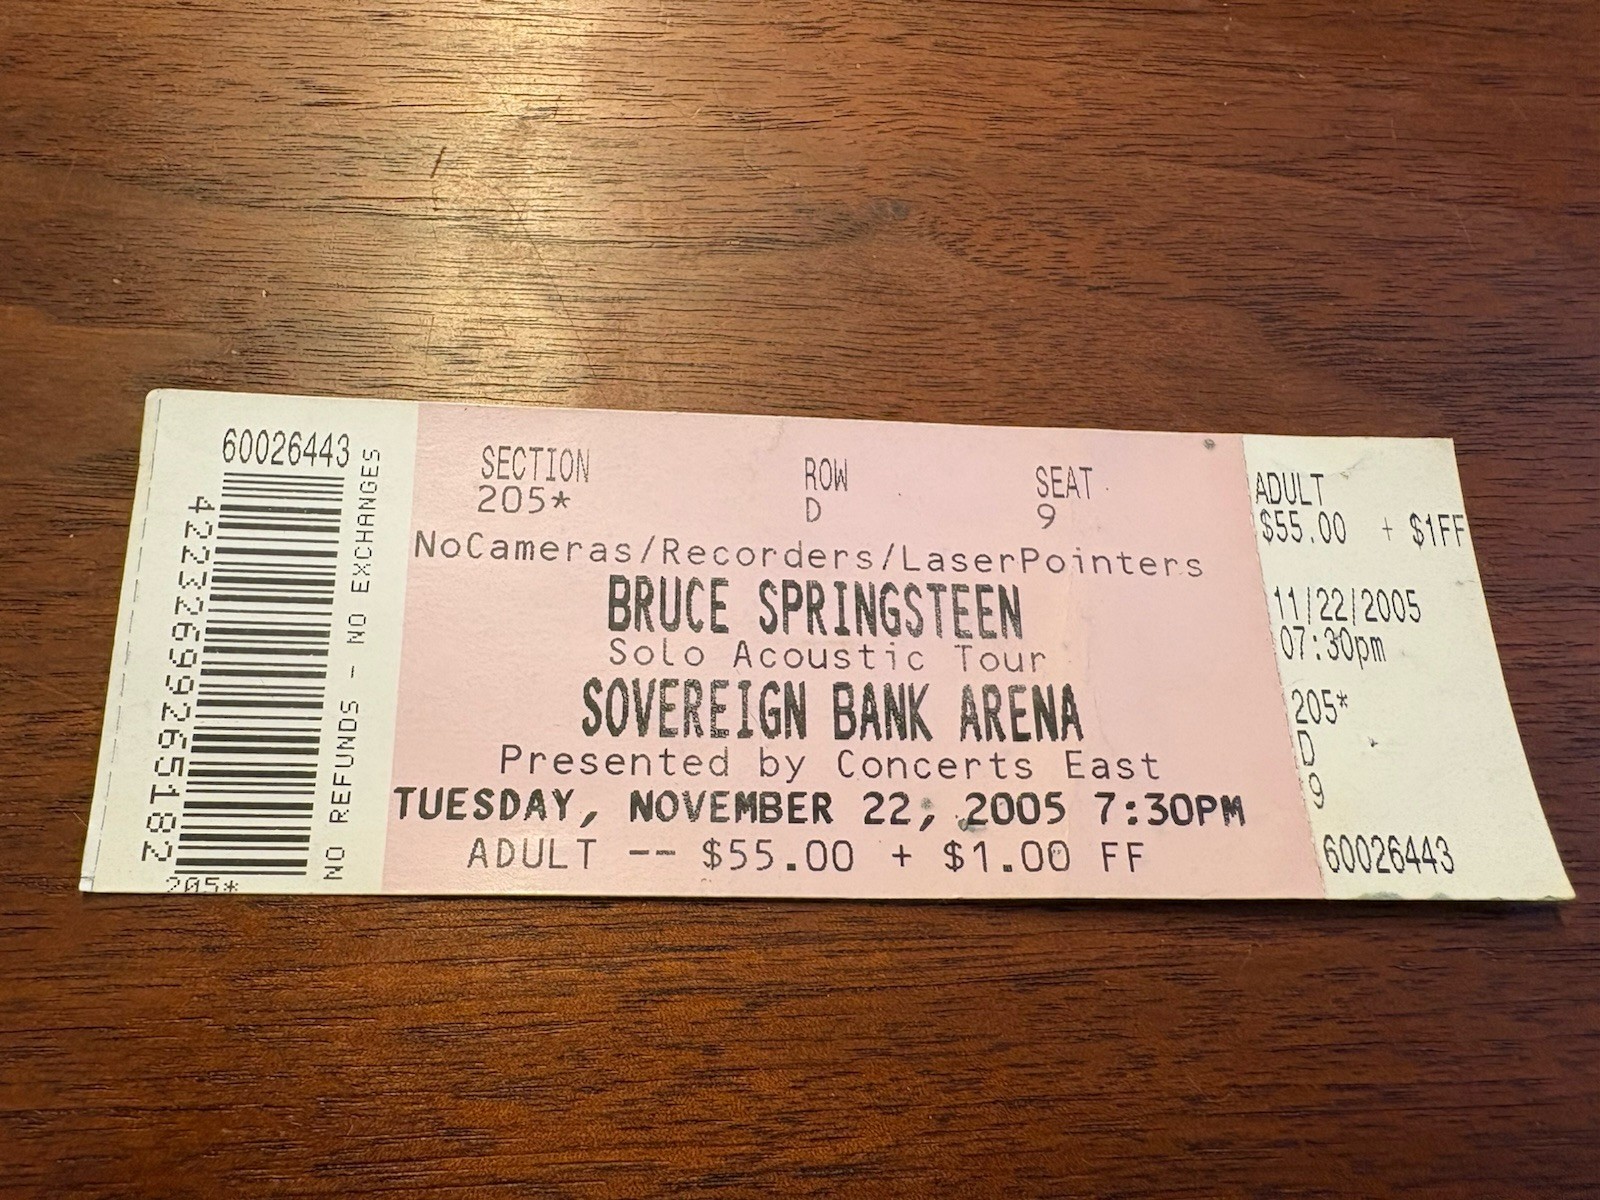 60026443
42232699265182
205*
NO REFUNDS - NO EXCHANGES
SECTION ROW SEAT
205* D 9
NoCameras/Recorders/LaserPointers
BRUCE SPRINGSTEEN
Solo Acoustic Tour
SOVEREIGN BANK ARENA
Presented by Concerts East
TUESDAY, NOVEMBER 22, 2005 7:30PM
ADULT -- $55.00 + $1.00 FF
ADULT
$55.00 + $1FF
11/22/2005
07:30pm
205*
D
9
60026443